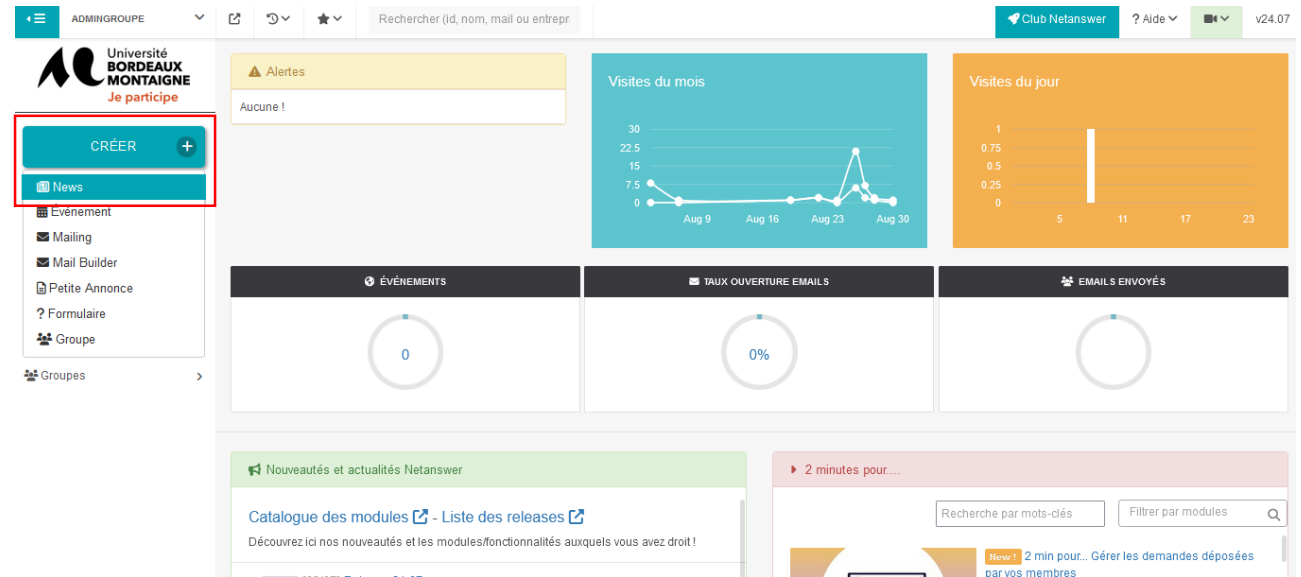 ADMINGROUPE
Rechercher (id, nom, mail ou entrepr
Club Netanswer
? Aide
v24.07
Université
BORDEAUX
MONTAIGNE
Je participe
CRÉER
News
Événement
Mailing
Mail Builder
Petite Annonce
? Formulaire
Groupe
Groupes
Alertes
Aucune !
Visites du mois
30
22.5
15
7.5
0
Aug 9 Aug 16 Aug 23 Aug 30
Visites du jour
1
0.75
0.5
0.25
0
5 11 17 23
ÉVÉNEMENTS
0
TAUX OUVERTURE EMAILS
0%
EMAILS ENVOYÉS
Nouveautés et actualités Netanswer
Catalogue des modules - Liste des releases
Découvrez ici nos nouveautés et les modules/fonctionnalités auxquels vous avez droit !
2 minutes pour....
Recherche par mots-clés
Filtrer par modules
New ! 2 min pour... Gérer les demandes déposées
par vos membres